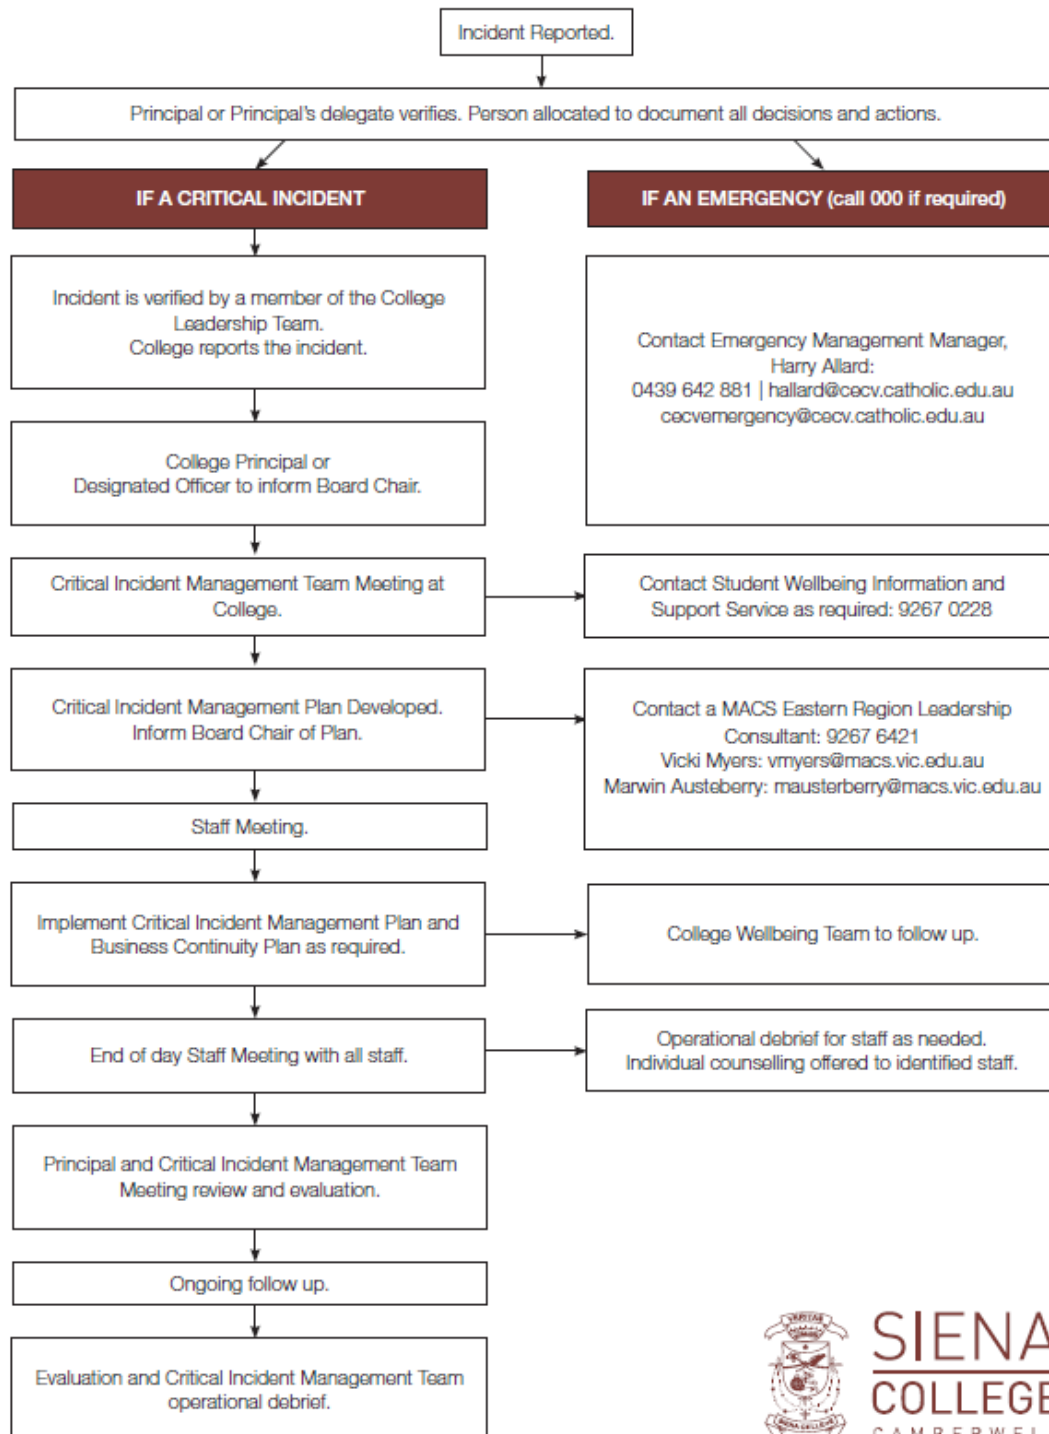 Incident Reported.
Principal or Principal's delegate verifies. Person allocated to document all decisions and actions.
IF A CRITICAL INCIDENT
IF AN EMERGENCY (call 000 if required)
Incident is verified by a member of the College
Leadership Team.
College reports the incident.
Contact Emergency Management Manager,
Harry Allard:
0439 642 881 | hallard@cecv.catholic.edu.au
cecvemergency@cecv.catholic.edu.au
College Principal or
Designated Officer to inform Board Chair.
Critical Incident Management Team Meeting at
College.
Contact Student Wellbeing Information and
Support Service as required: 9267 0228
Critical Incident Management Plan Developed.
Inform Board Chair of Plan.
Contact a MACS Eastern Region Leadership
Consultant: 9267 6421
Vicki Myers: vmyers@macs.vic.edu.au
Marwin Austeberry: mausterberry@macs.vic.edu.au
Staff Meeting.
Implement Critical Incident Management Plan and
Business Continuity Plan as required.
College Wellbeing Team to follow up.
End of day Staff Meeting with all staff.
Operational debrief for staff as needed.
Individual counselling offered to identified staff.
Principal and Critical Incident Management Team
Meeting review and evaluation.
Ongoing follow up.
Evaluation and Critical Incident Management Team
operational debrief.
VERITAS
SIENA COLLEGE
SIENA
COLLEGE
CAMBERWEL